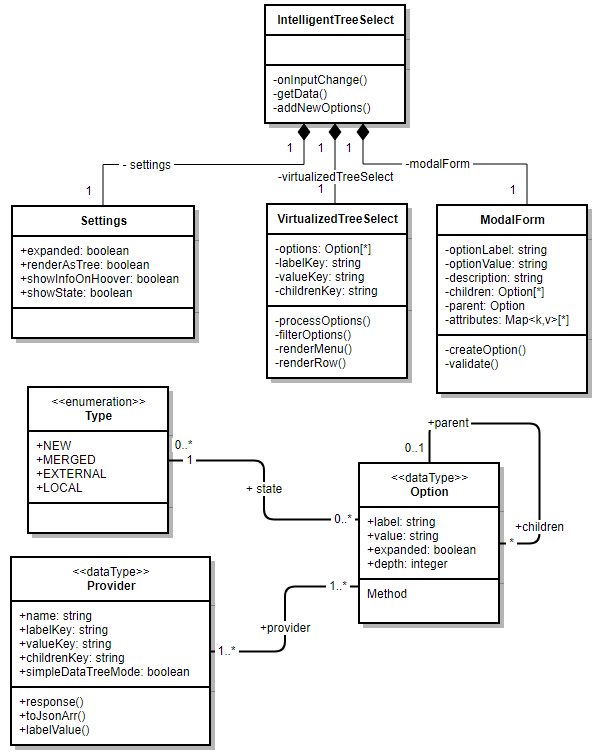 IntelligentTreeSelect
-onInputChange()
-getData()
-addNewOptions()
1
1
1
- settings
-virtualizedTreeSelect
-modalForm
1
1
1
Settings
+expanded: boolean
+renderAsTree: boolean
+showInfoOnHoover: boolean
+showState: boolean
VirtualizedTreeSelect
-options: Option[*]
-labelKey: string
-valueKey: string
-childrenKey: string
-processOptions()
-filterOptions()
-renderMenu()
-renderRow()
ModalForm
-optionLabel: string
-optionValue: string
-description: string
-children: Option[*]
-parent: Option
-attributes: Map<k,v>[*]
-createOption()
-validate()
<<enumeration>>
Type
+NEW
+MERGED
+EXTERNAL
+LOCAL
0..*
1
+ state
0..*
+parent
0..1
+children
*
<<dataType>>
Option
+label: string
+value: string
+expanded: boolean
+depth: integer
Method
<<dataType>>
Provider
+name: string
+labelKey: string
+valueKey: string
+childrenKey: string
+simpleDataTreeMode: boolean
+response()
+toJsonArr()
+labelValue()
1..*
+provider
1..*